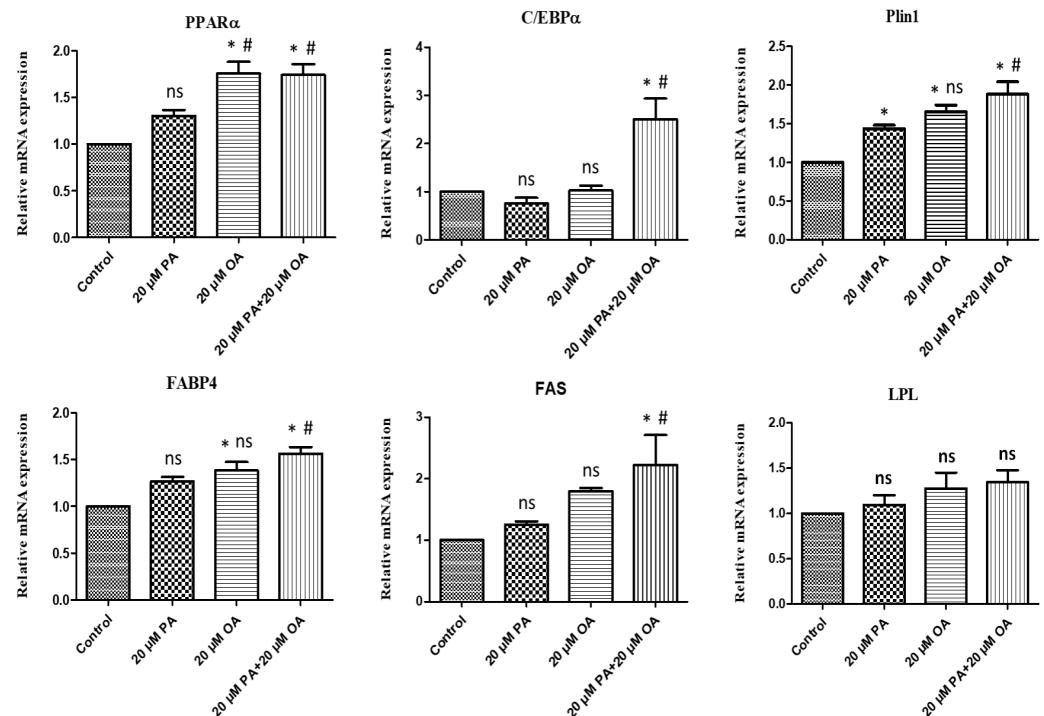 PPARα
Relative mRNA expression
2.0
1.5
1.0
0.5
0.0
ns
* #
* #
Control
20 µM PA
20 µM OA
20 µM PA+20 µM OA
C/EBPα
Relative mRNA expression
4
3
2
1
0
ns
ns
* #
Control
20 µM PA
20 µM OA
20 µM PA+20 µM OA
Plin1
Relative mRNA expression
2.5
2.0
1.5
1.0
0.5
0.0
*
* ns
* #
Control
20 µM PA
20 µM OA
20 µM PA+20 µM OA
FABP4
Relative mRNA expression
2.0
1.5
1.0
0.5
0.0
ns
* ns
* #
Control
20 µM PA
20 µM OA
20 µM PA+20 µM OA
FAS
Relative mRNA expression
3
2
1
0
ns
ns
* #
Control
20 µM PA
20 µM OA
20 µM PA+20 µM OA
LPL
Relative mRNA expression
2.0
1.5
1.0
0.5
0.0
ns
ns
ns
Control
20 µM PA
20 µM OA
20 µM PA+20 µM OA